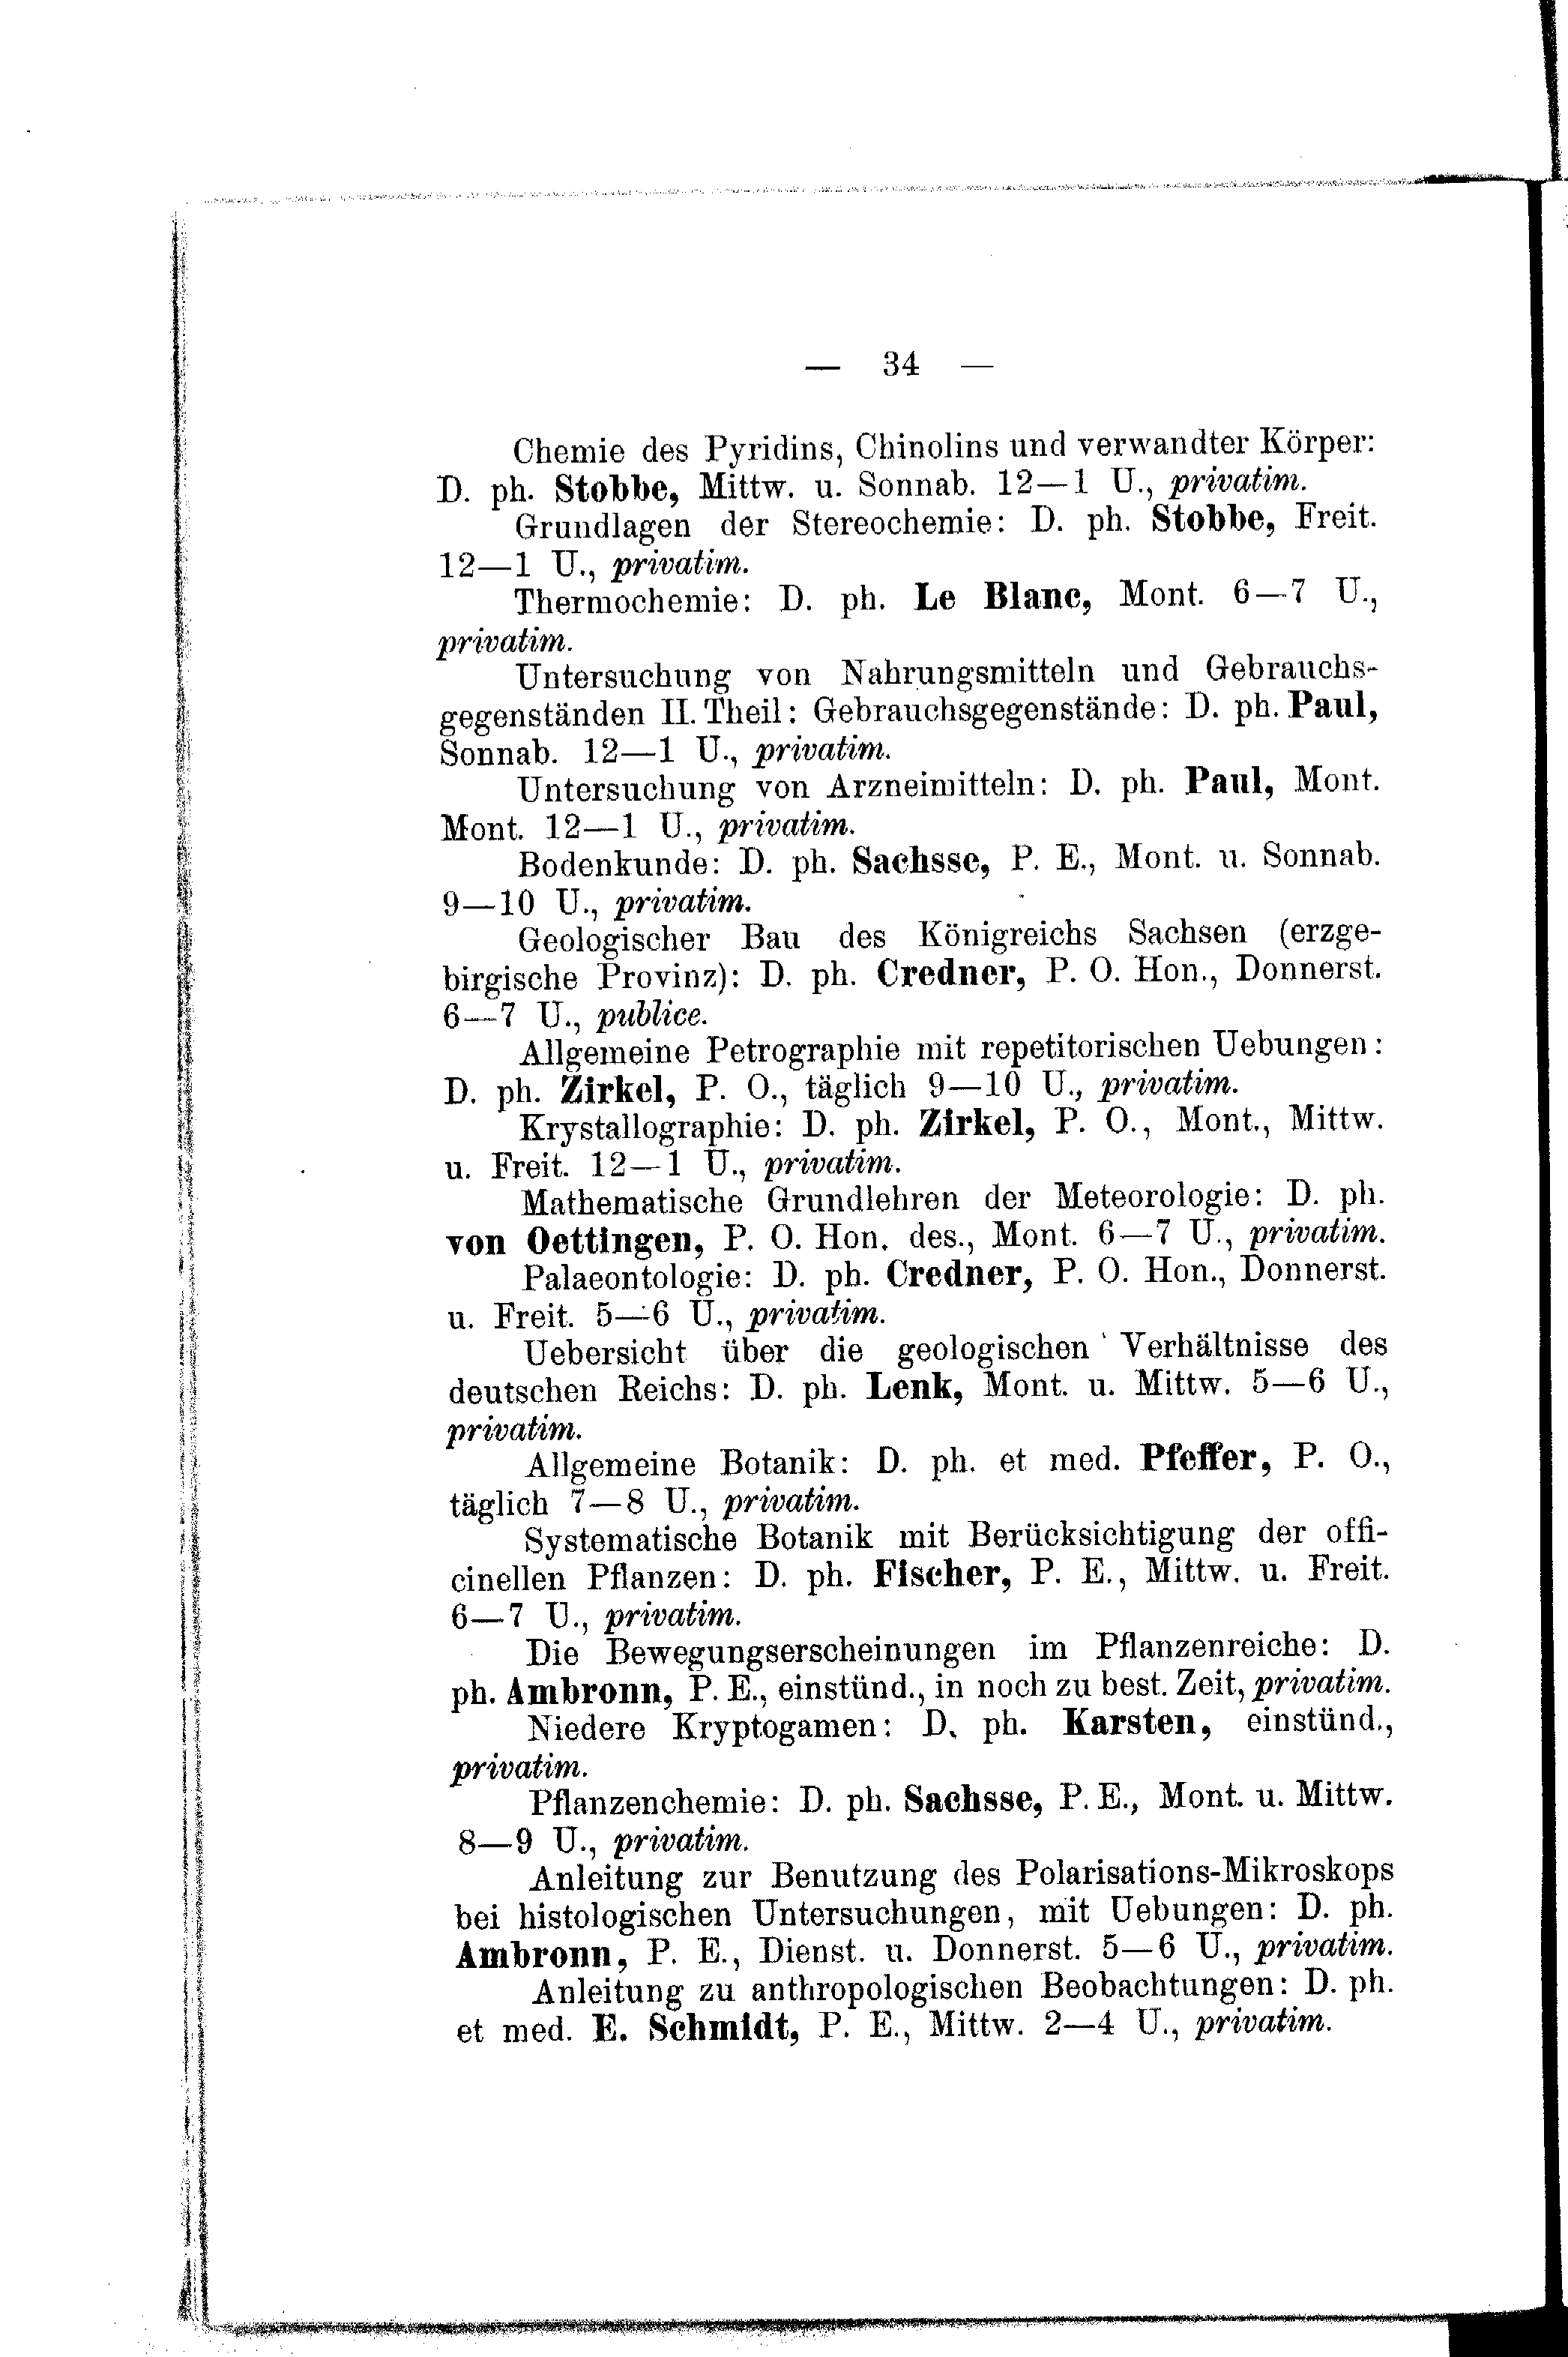 — 34 —
Chemie des Pyridins, Chinolins und verwandter Körper:
D. ph. Stobbe, Mittw. u. Sonnab. 12—1 U., privatim.
Grundlagen der Stereochemie: D. ph. Stobbe, Freit.
12—1 U., privatim.
Thermochemie: D. ph. Le Blanc, Mont. 6—7 U.,
privatim.
Untersuchung von Nahrungsmitteln und Gebrauchs-
gegenständen II. Theil: Gebrauchsgegenstände: D. ph. Paul,
Sonnab. 12—1 U., privatim.
Untersuchung von Arzneimitteln: D. ph. Paul, Mont.
Mont. 12—1 U., privatim.
Bodenkunde: D. ph. Sachsse, P. E., Mont. u. Sonnab.
9—10 U., privatim.
Geologischer Bau des Königreichs Sachsen (erzge-
birgische Provinz): D. ph. Credner, P. O. Hon., Donnerst.
6—7 U., publice.
Allgemeine Petrographie mit repetitorischen Uebungen:
D. ph. Zirkel, P. O., täglich 9—10 U., privatim.
Krystallographie: D. ph. Zirkel, P. O., Mont., Mittw.
u. Freit. 12—1 U., privatim.
Mathematische Grundlehren der Meteorologie: D. ph.
von Oettingen, P. O. Hon. des., Mont. 6—7 U., privatim.
Palaeontologie: D. ph. Credner, P. O. Hon., Donnerst.
u. Freit. 5—6 U., privatim.
Uebersicht über die geologischen Verhältnisse des
deutschen Reichs: D. ph. Lenk, Mont. u. Mittw. 5—6 U.,
privatim.
Allgemeine Botanik: D. ph. et med. Pfeffer, P. O.,
täglich 7—8 U., privatim.
Systematische Botanik mit Berücksichtigung der offi-
cinellen Pflanzen: D. ph. Fischer, P. E., Mittw. u. Freit.
6—7 U., privatim.
Die Bewegungserscheinungen im Pflanzenreiche: D.
ph. Ambronn, P. E., einstünd., in noch zu best. Zeit, privatim.
Niedere Kryptogamen: D. ph. Karsten, einstünd.,
privatim.
Pflanzenchemie: D. ph. Sachsse, P. E., Mont. u. Mittw.
8—9 U., privatim.
Anleitung zur Benutzung des Polarisations-Mikroskops
bei histologischen Untersuchungen, mit Uebungen: D. ph.
Ambronn, P. E., Dienst. u. Donnerst. 5—6 U., privatim.
Anleitung zu anthropologischen Beobachtungen: D. ph.
et med. E. Schmidt, P. E., Mittw. 2—4 U., privatim.